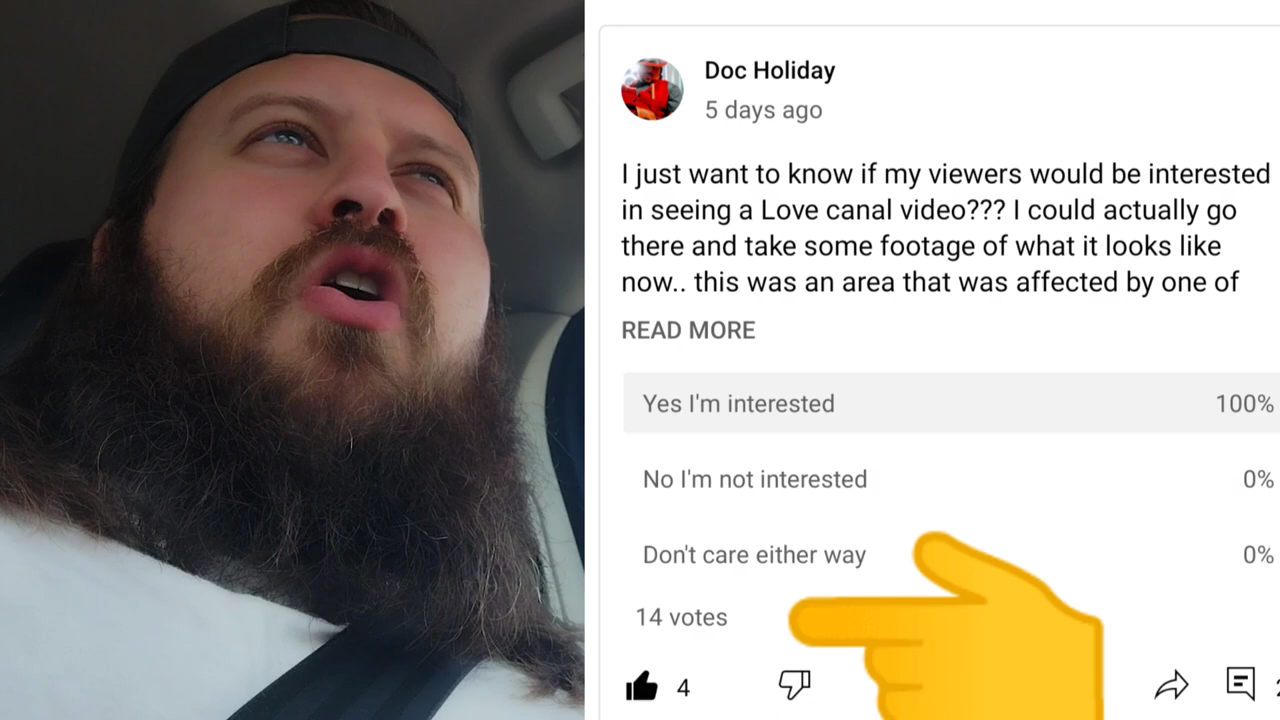 Doc Holiday
5 days ago
I just want to know if my viewers would be interested
in seeing a Love canal video??? I could actually go
there and take some footage of what it looks like
now.. this was an area that was affected by one of
READ MORE
Yes I'm interested 100%
No I'm not interested 0%
Don't care either way 0%
14 votes
4